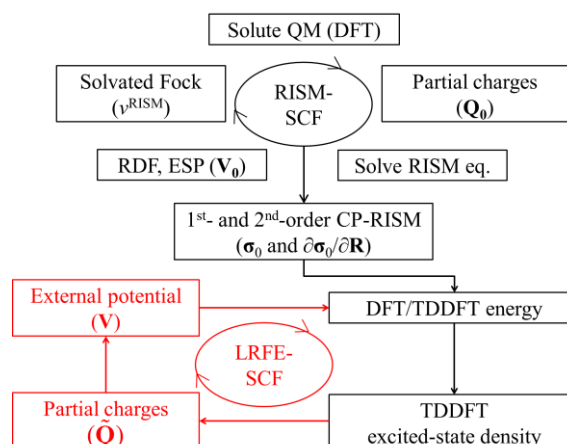 Solute QM (DFT)
Solvated Fock
(v^RISM)
RISM-
SCF
Partial charges
(Q₀)
RDF, ESP (V₀)
Solve RISM eq.
1st- and 2nd-order CP-RISM
(σ₀ and ∂σ₀/∂R)
External potential
(V)
DFT/TDDFT energy
LRFE-
SCF
Partial charges
(Q̃)
TDDFT
excited-state density